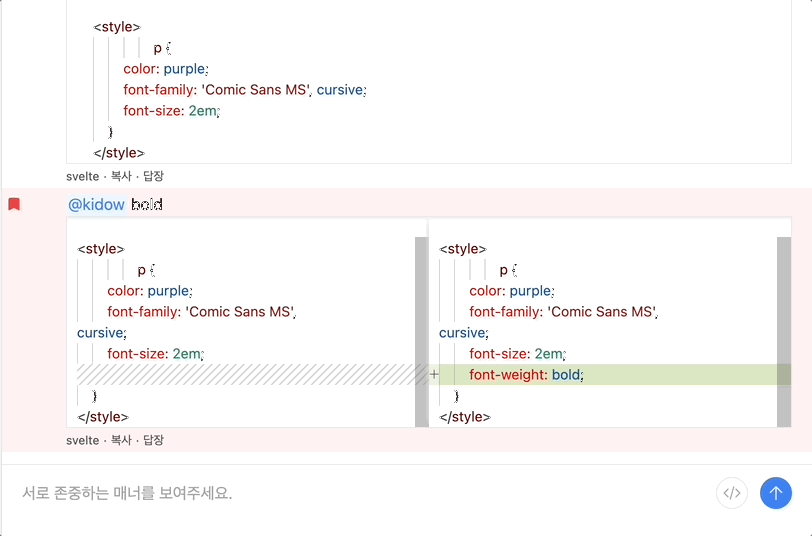 <style>
p {
color: purple;
font-family: 'Comic Sans MS', cursive;
font-size: 2em;
}
</style>
svelte · 복사 · 답장
@kidow bold
<style>
p {
color: purple;
font-family: 'Comic Sans MS',
cursive;
font-size: 2em;
}
</style>
<style>
p {
color: purple;
font-family: 'Comic Sans MS',
cursive;
font-size: 2em;
+ font-weight: bold;
}
</style>
svelte · 복사 · 답장
서로 존중하는 매너를 보여주세요.